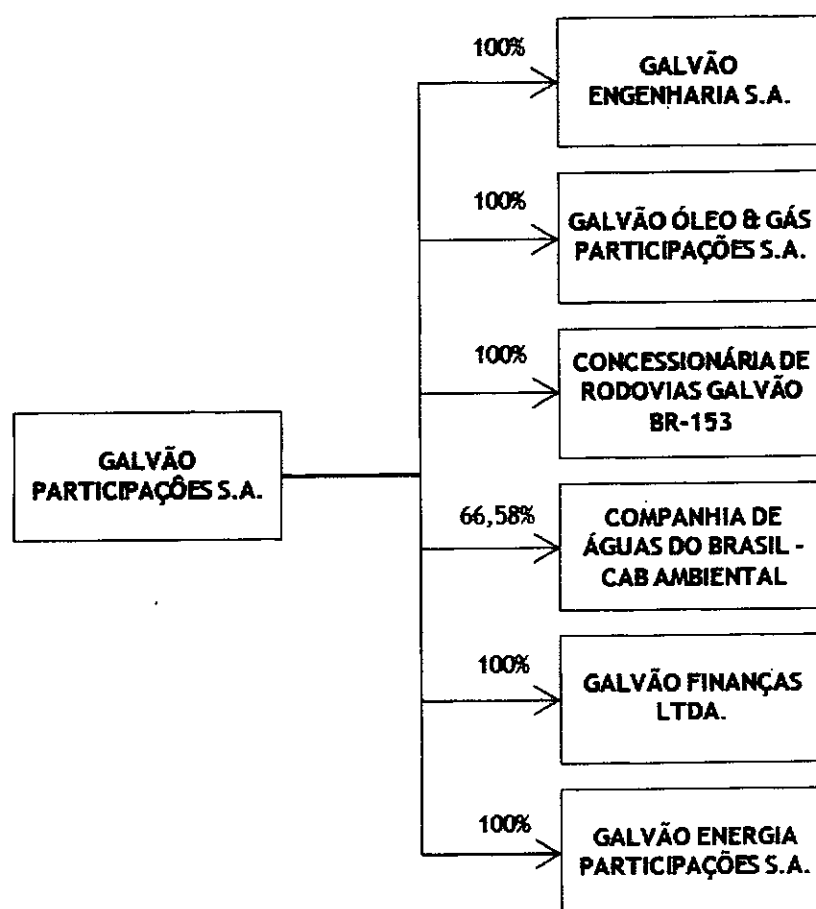 100%
GALVÃO
ENGENHARIA S.A.
100%
GALVÃO ÓLEO & GÁS
PARTICIPAÇÕES S.A.
100%
CONCESSIONÁRIA DE
RODOVIAS GALVÃO
BR-153
GALVÃO
PARTICIPAÇÕES S.A.
66,58%
COMPANHIA DE
ÁGUAS DO BRASIL -
CAB AMBIENTAL
100%
GALVÃO FINANÇAS
LTDA.
100%
GALVÃO ENERGIA
PARTICIPAÇÕES S.A.